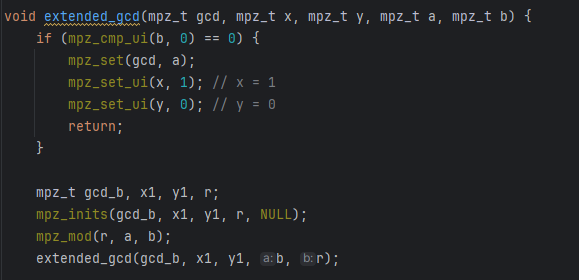 void extended_gcd(mpz_t gcd, mpz_t x, mpz_t y, mpz_t a, mpz_t b) {
    if (mpz_cmp_ui(b, 0) == 0) {
        mpz_set(gcd, a);
        mpz_set_ui(x, 1); // x = 1
        mpz_set_ui(y, 0); // y = 0
        return;
    }

    mpz_t gcd_b, x1, y1, r;
    mpz_inits(gcd_b, x1, y1, r, NULL);
    mpz_mod(r, a, b);
    extended_gcd(gcd_b, x1, y1, a: b, b: r);